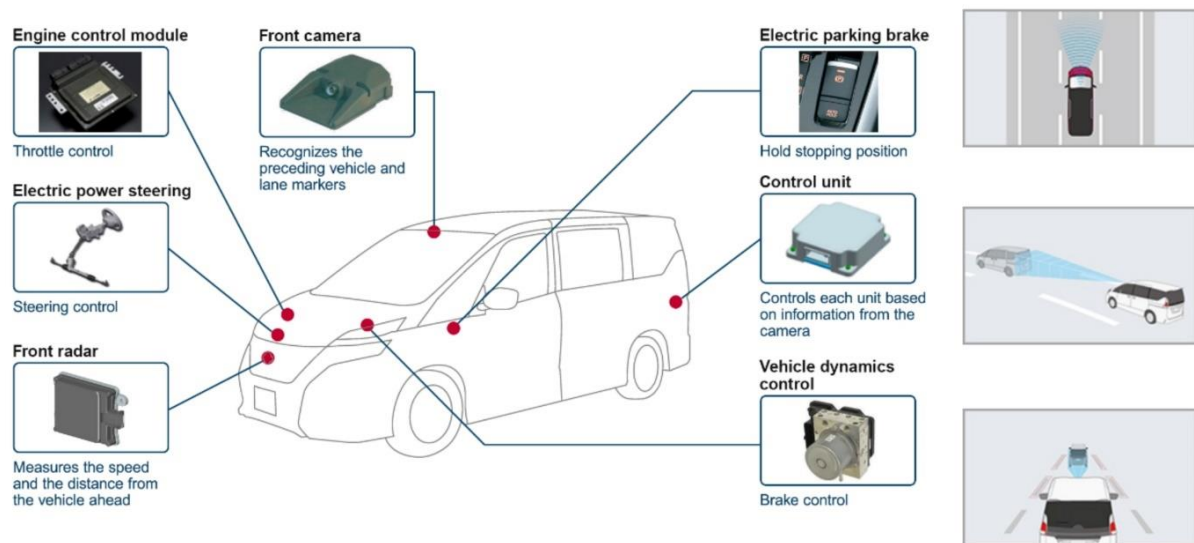 Engine control module
Throttle control
Electric power steering
Steering control
Front radar
Measures the speed
and the distance from
the vehicle ahead
Front camera
Recognizes the
preceding vehicle and
lane markers
Electric parking brake
Hold stopping position
Control unit
Controls each unit based
on information from the
camera
Vehicle dynamics
control
Brake control